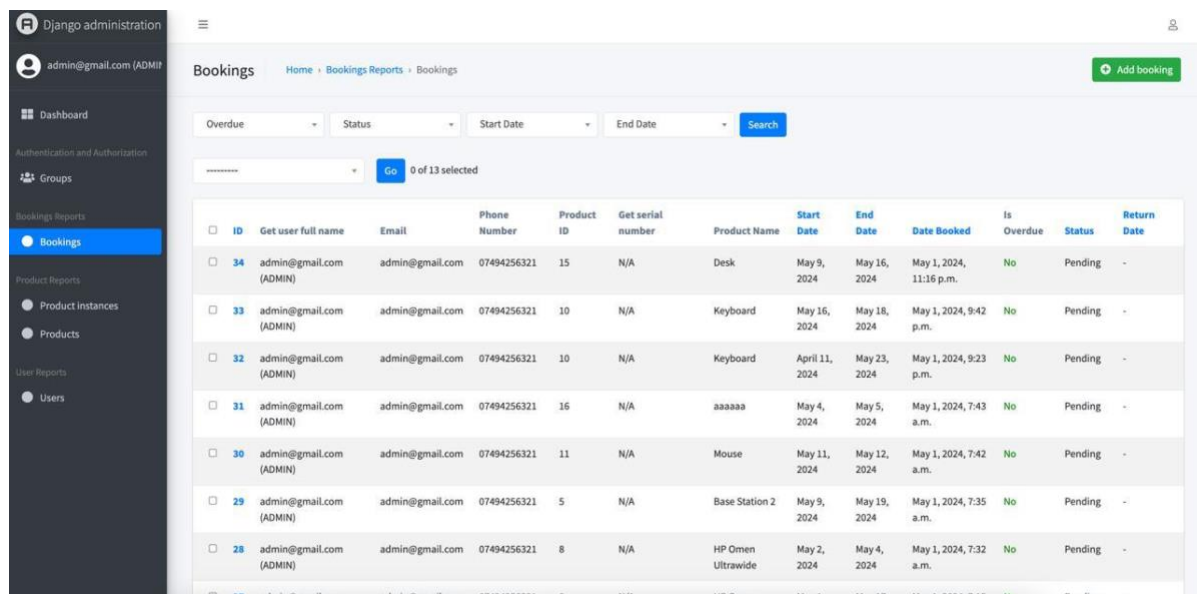 Django administration
admin@gmail.com (ADMIN
Bookings
Home › Bookings Reports › Bookings
Add booking
Dashboard
Overdue
Status
Start Date
End Date
Search
Authentication and Authorization
Groups
---------
Go
0 of 13 selected
Bookings Reports
Bookings
Product Reports
Product instances
Products
User Reports
Users
ID Get user full name Email Phone Number Product ID Get serial number Product Name Start Date End Date Date Booked Is Overdue Status Return Date
34 admin@gmail.com (ADMIN) admin@gmail.com 07494256321 15 N/A Desk May 9, 2024 May 16, 2024 May 1, 2024, 11:16 p.m. No Pending -
33 admin@gmail.com (ADMIN) admin@gmail.com 07494256321 10 N/A Keyboard May 16, 2024 May 18, 2024 May 1, 2024, 9:42 p.m. No Pending -
32 admin@gmail.com (ADMIN) admin@gmail.com 07494256321 10 N/A Keyboard April 11, 2024 May 23, 2024 May 1, 2024, 9:23 p.m. No Pending -
31 admin@gmail.com (ADMIN) admin@gmail.com 07494256321 16 N/A aaaaaa May 4, 2024 May 5, 2024 May 1, 2024, 7:43 a.m. No Pending -
30 admin@gmail.com (ADMIN) admin@gmail.com 07494256321 11 N/A Mouse May 11, 2024 May 12, 2024 May 1, 2024, 7:42 a.m. No Pending -
29 admin@gmail.com (ADMIN) admin@gmail.com 07494256321 5 N/A Base Station 2 May 9, 2024 May 19, 2024 May 1, 2024, 7:35 a.m. No Pending -
28 admin@gmail.com (ADMIN) admin@gmail.com 07494256321 8 N/A HP Omen Ultrawide May 2, 2024 May 4, 2024 May 1, 2024, 7:32 a.m. No Pending -